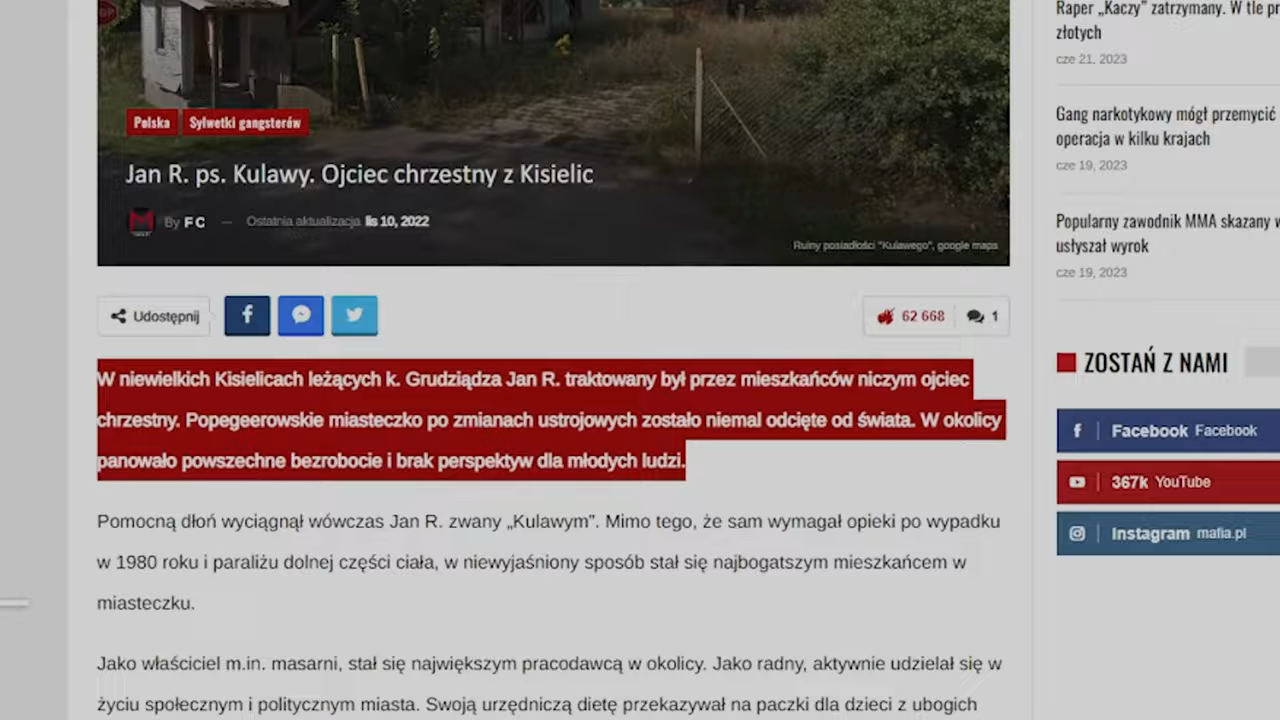 Polska
Sylwetki gangsterów
Jan R. ps. Kulawy. Ojciec chrzestny z Kisielic
By F C — Ostatnia aktualizacja lis 10, 2022
Ruiny posiadłości "Kulawego", google maps
Udostępnij
62 668
1
W niewielkich Kisielicach leżących k. Grudziądza Jan R. traktowany był przez mieszkańców niczym ojciec
chrzestny. Popegeerowskie miasteczko po zmianach ustrojowych zostało niemal odcięte od świata. W okolicy
panowało powszechne bezrobocie i brak perspektyw dla młodych ludzi.
Pomocną dłoń wyciągnął wówczas Jan R. zwany „Kulawym”. Mimo tego, że sam wymagał opieki po wypadku
w 1980 roku i paraliżu dolnej części ciała, w niewyjaśniony sposób stał się najbogatszym mieszkańcem w
miasteczku.
Jako właściciel m.in. masarni, stał się największym pracodawcą w okolicy. Jako radny, aktywnie udzielał się w
życiu społecznym i politycznym miasta. Swoją urzędniczą dietę przekazywał na paczki dla dzieci z ubogich
Raper „Kaczy” zatrzymany. W tle
złotych
cze 21, 2023
Gang narkotykowy mógł przemycić
operacja w kilku krajach
cze 19, 2023
Popularny zawodnik MMA skazany
usłyszał wyrok
cze 19, 2023
ZOSTAŃ Z NAMI
Facebook Facebook
367k YouTube
Instagram mafia.pl